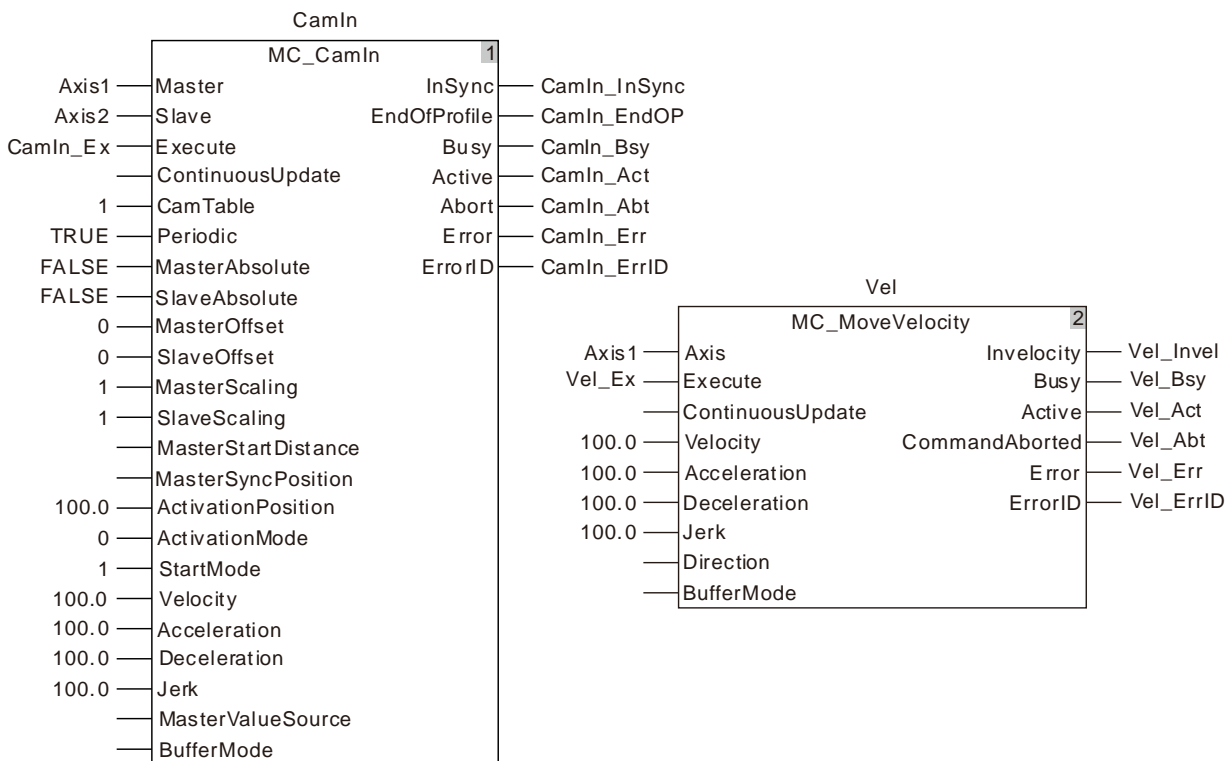 CamIn
MC_CamIn 1
Axis1 Master InSync CamIn_InSync
Axis2 Slave EndOfProfile CamIn_EndOP
CamIn_Ex Execute Busy CamIn_Bsy
ContinuousUpdate Active CamIn_Act
1 CamTable Abort CamIn_Abt
TRUE Periodic Error CamIn_Err
FALSE MasterAbsolute ErrorID CamIn_ErrID
FALSE SlaveAbsolute
0 MasterOffset
0 SlaveOffset
1 MasterScaling
1 SlaveScaling
MasterStartDistance
MasterSyncPosition
100.0 ActivationPosition
0 ActivationMode
1 StartMode
100.0 Velocity
100.0 Acceleration
100.0 Deceleration
100.0 Jerk
MasterValueSource
BufferMode
Vel
MC_MoveVelocity 2
Axis1 Axis Invelocity Vel_Invel
Vel_Ex Execute Busy Vel_Bsy
ContinuousUpdate Active Vel_Act
100.0 Velocity CommandAborted Vel_Abt
100.0 Acceleration Error Vel_Err
100.0 Deceleration ErrorID Vel_ErrID
100.0 Jerk
Direction
BufferMode